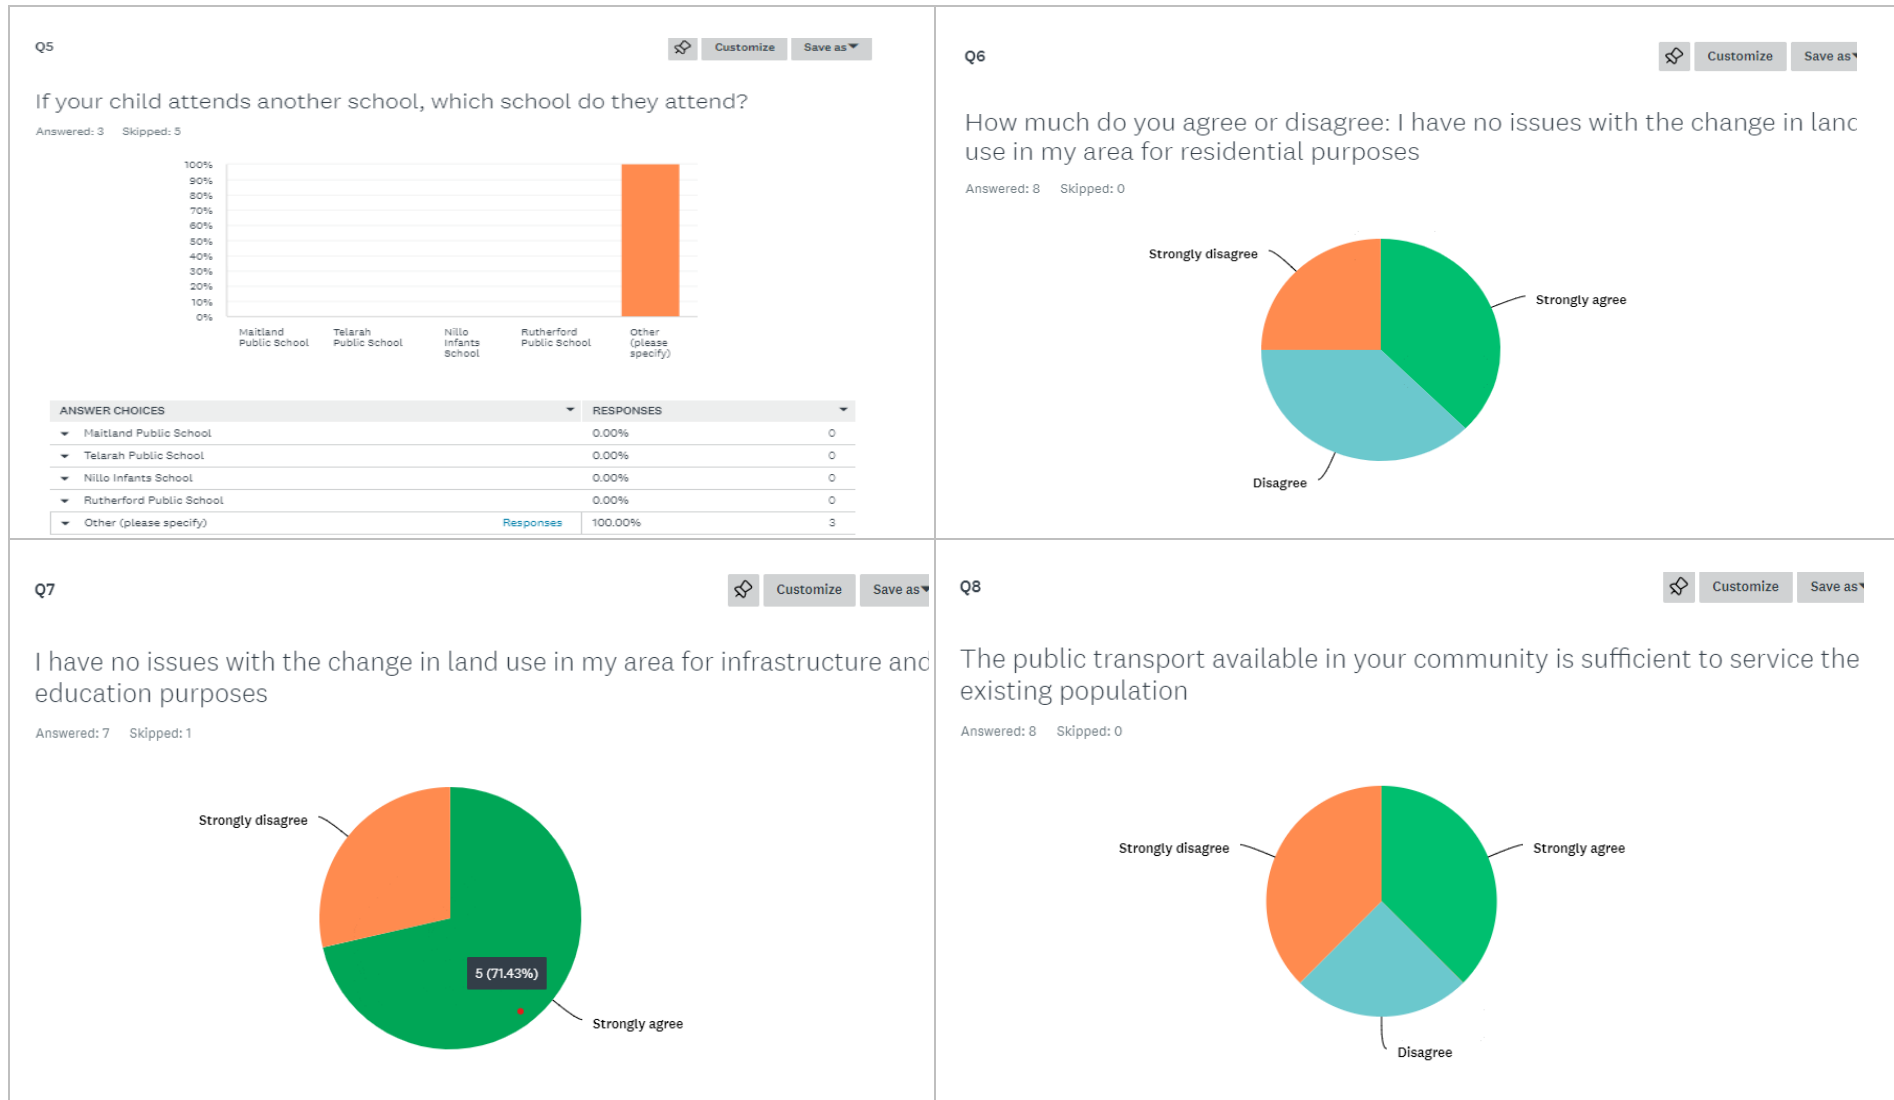 Q5
Customize
Save as
If your child attends another school, which school do they attend?
Answered: 3 Skipped: 5
100%
90%
80%
70%
60%
50%
40%
30%
20%
10%
0%
Maitland
Public School
Telarah
Public School
Nillo
Infants
School
Rutherford
Public School
Other
(please
specify)
ANSWER CHOICES RESPONSES
Maitland Public School 0.00% 0
Telarah Public School 0.00% 0
Nillo Infants School 0.00% 0
Rutherford Public School 0.00% 0
Other (please specify) Responses 100.00% 3
Q6
Customize
Save as
How much do you agree or disagree: I have no issues with the change in land
use in my area for residential purposes
Answered: 8 Skipped: 0
Strongly disagree
Strongly agree
Disagree
Q7
Customize
Save as
I have no issues with the change in land use in my area for infrastructure and
education purposes
Answered: 7 Skipped: 1
Strongly disagree
5 (71.43%)
Strongly agree
Q8
Customize
Save as
The public transport available in your community is sufficient to service the
existing population
Answered: 8 Skipped: 0
Strongly disagree
Strongly agree
Disagree